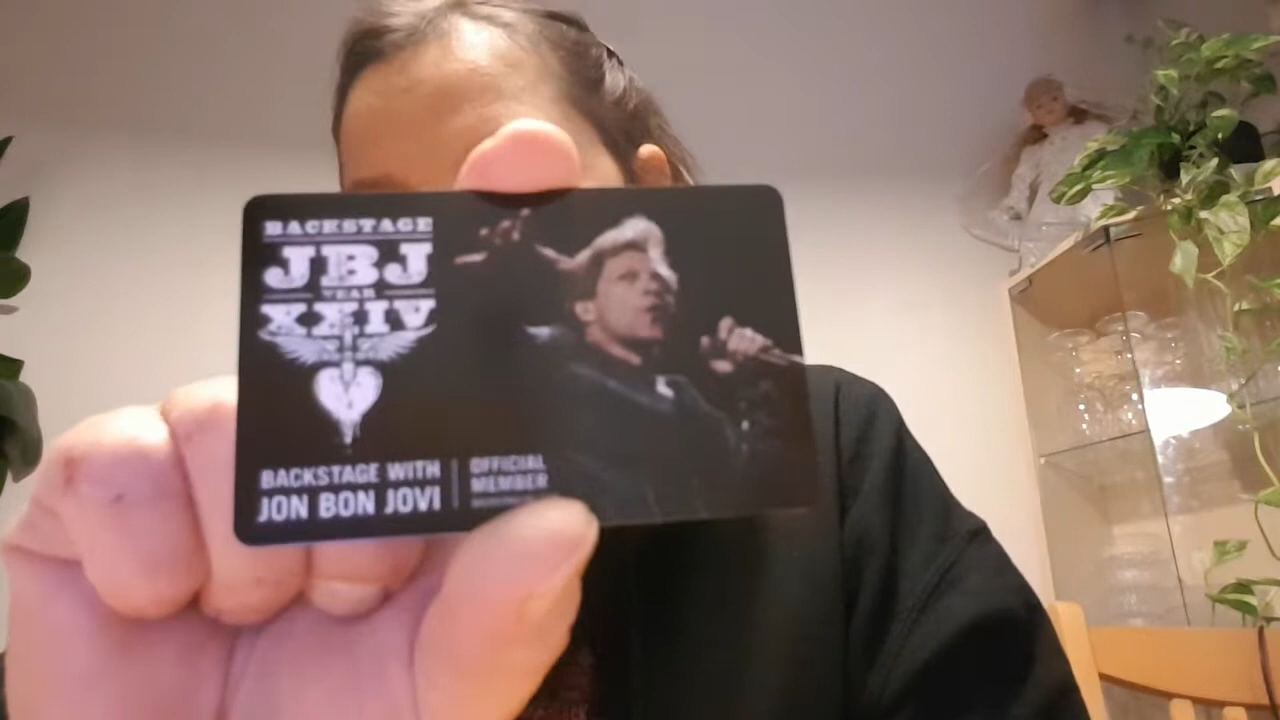 BACKSTAGE
JBJ
YEAR
XXIV
BACKSTAGE WITH
JON BON JOVI
OFFICIAL
MEMBER